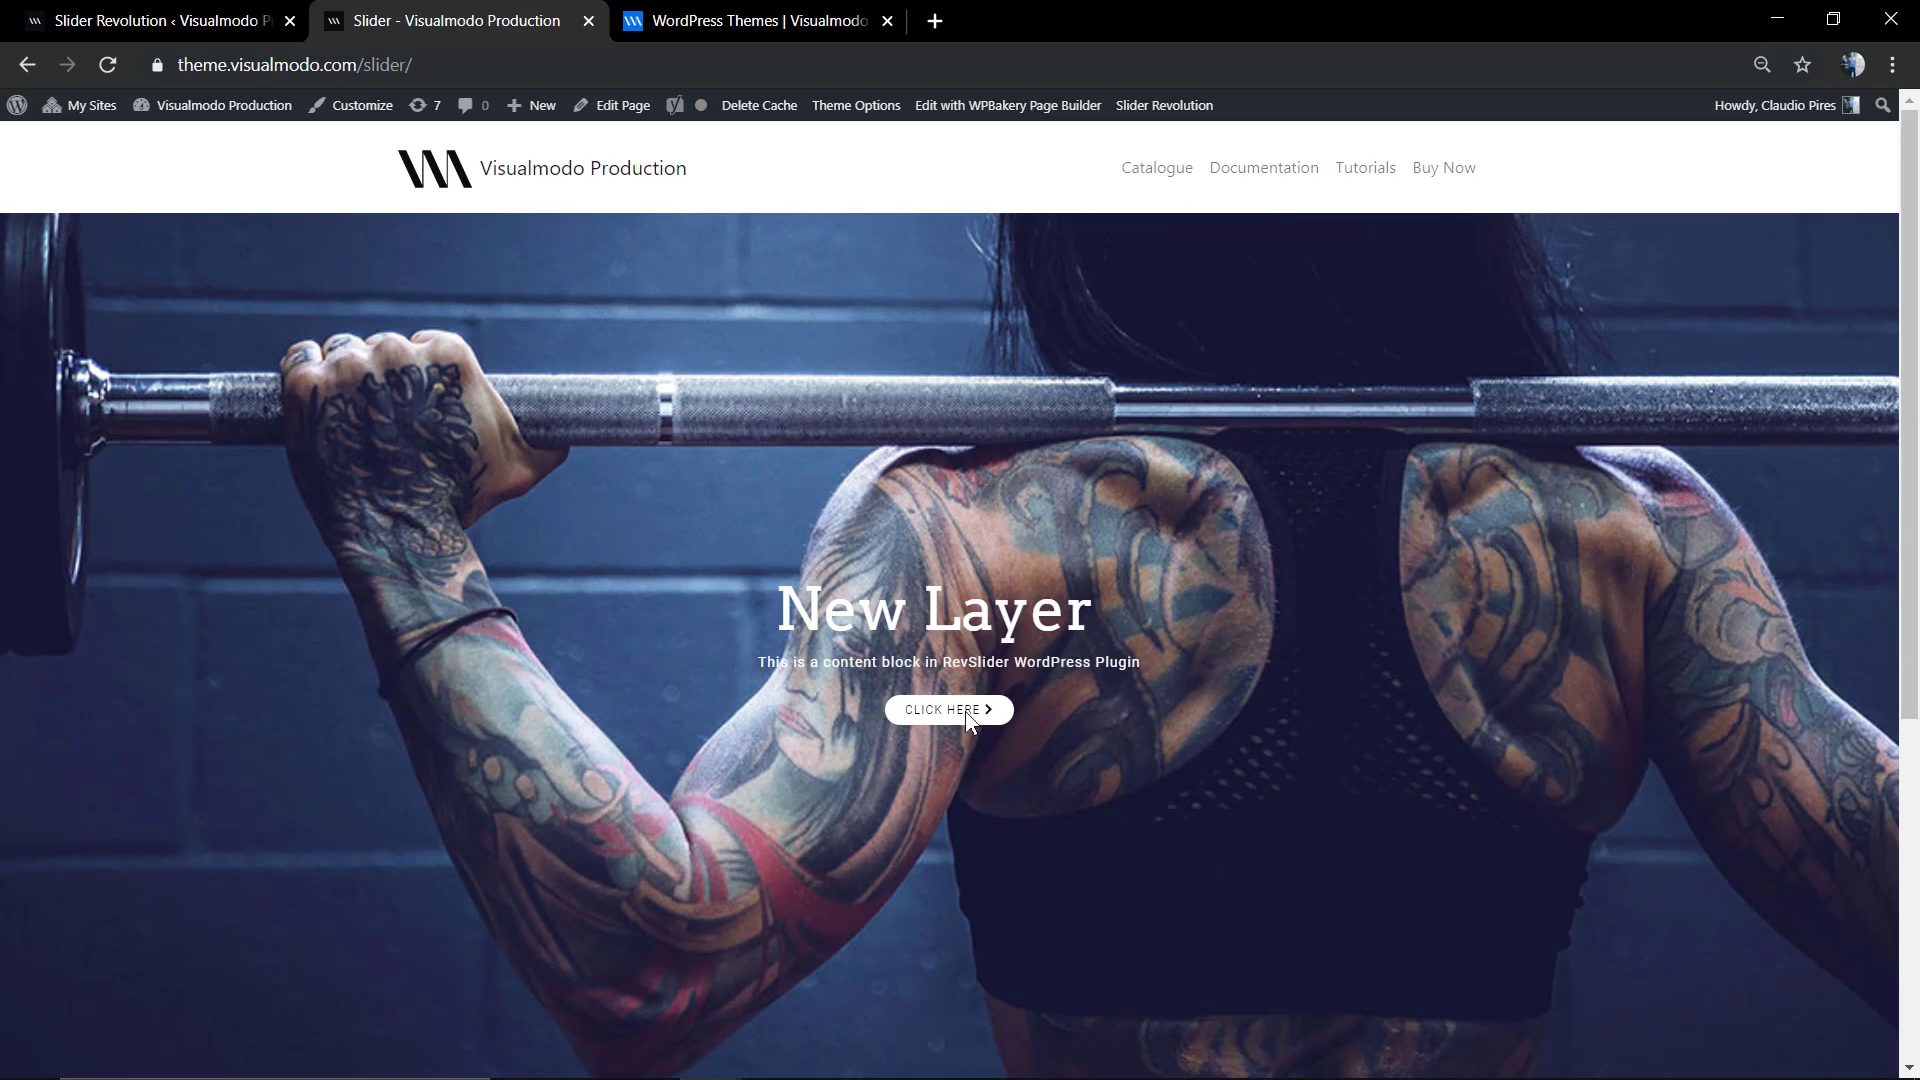 Slider Revolution ‹ Visualmodo P
Slider - Visualmodo Production
WordPress Themes | Visualmodo
theme.visualmodo.com/slider/
My Sites
Visualmodo Production
Customize
7
0
New
Edit Page
Delete Cache
Theme Options
Edit with WPBakery Page Builder
Slider Revolution
Howdy, Claudio Pires
Visualmodo Production
Catalogue
Documentation
Tutorials
Buy Now
New Layer
This is a content block in RevSlider WordPress Plugin
CLICK HERE